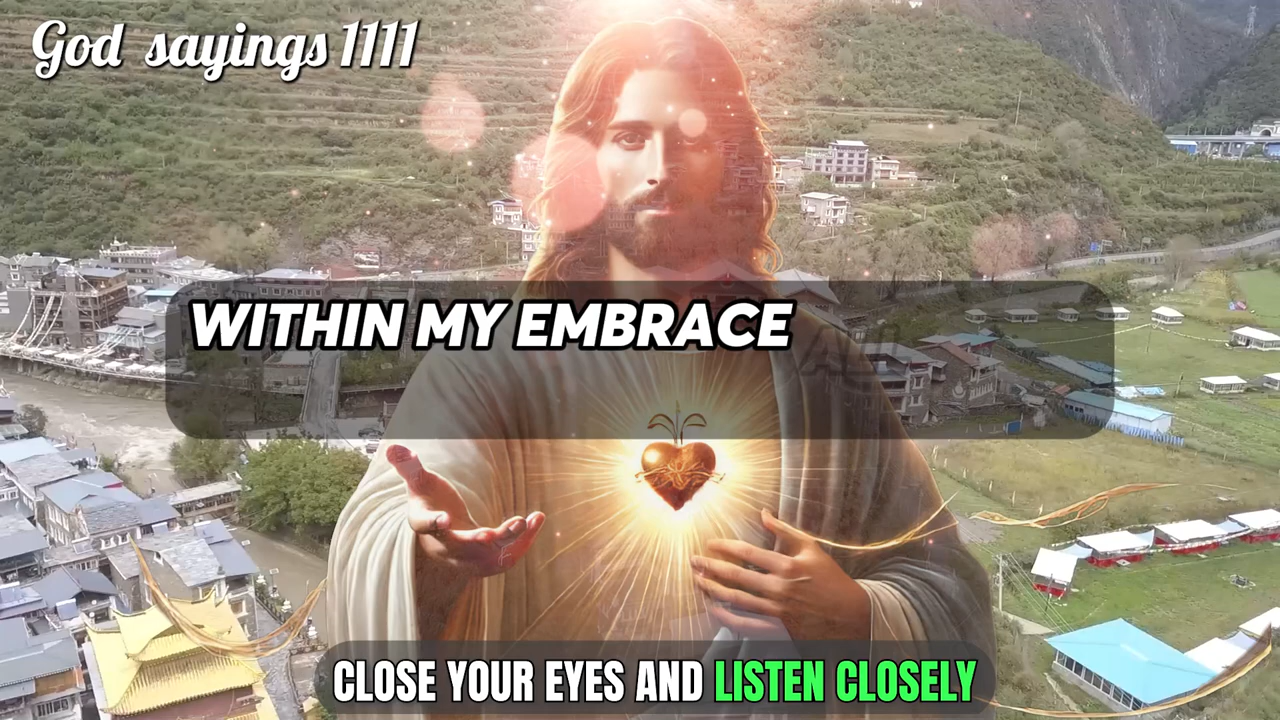 God sayings 1111
WITHIN MY EMBRACE
CLOSE YOUR EYES AND LISTEN CLOSELY